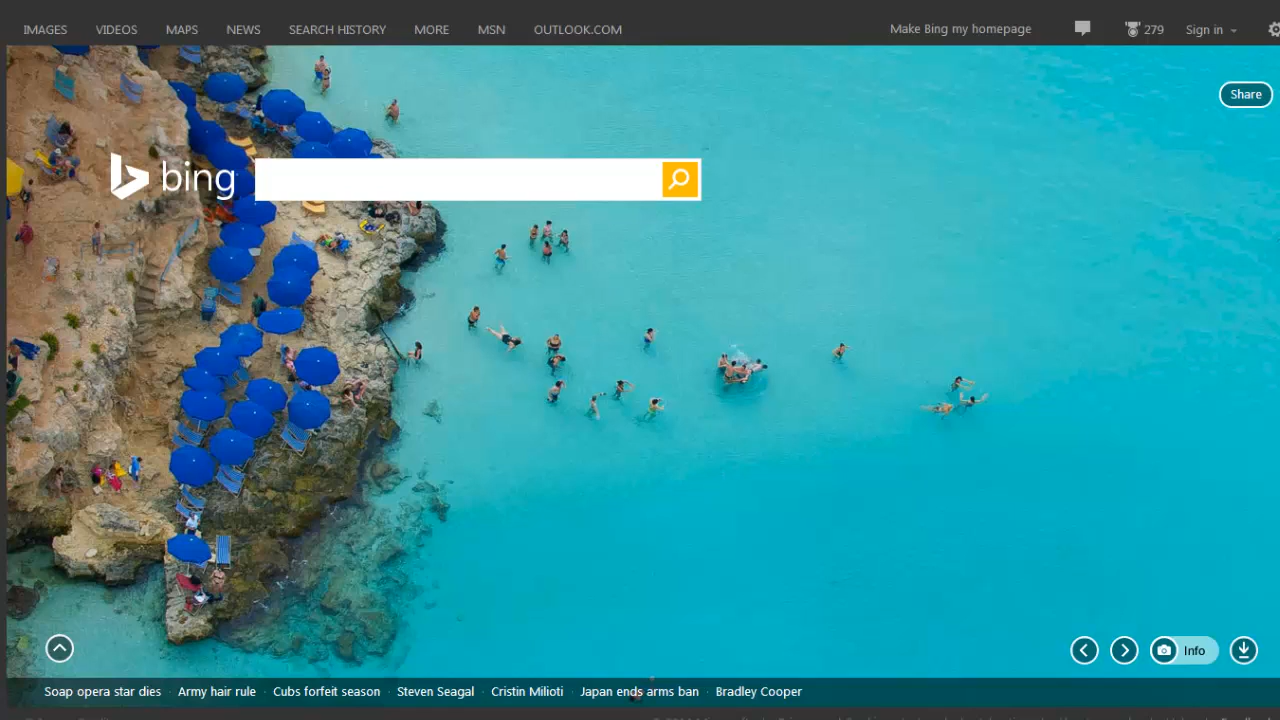 IMAGES VIDEOS MAPS NEWS SEARCH HISTORY MORE MSN OUTLOOK.COM Make Bing my homepage 279 Sign in
Share
bing
Info
Soap opera star dies · Army hair rule · Cubs forfeit season · Steven Seagal · Cristin Milioti · Japan ends arms ban · Bradley Cooper